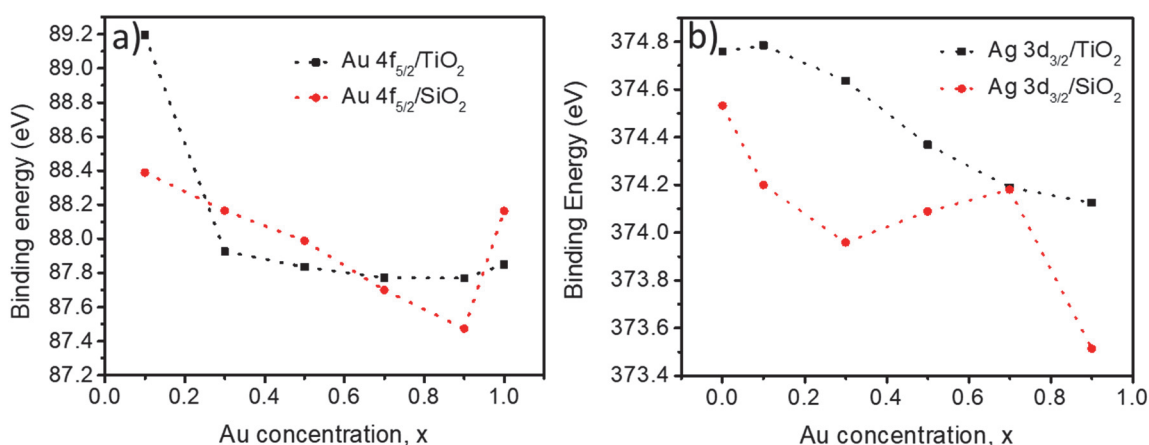 a)
Au 4f5/2/TiO2
Au 4f5/2/SiO2
Binding energy (eV)
89.2
89.0
88.8
88.6
88.4
88.2
88.0
87.8
87.6
87.4
87.2
0.0 0.2 0.4 0.6 0.8 1.0
Au concentration, x
b)
Ag 3d3/2/TiO2
Ag 3d3/2/SiO2
Binding Energy (eV)
374.8
374.6
374.4
374.2
374.0
373.8
373.6
373.4
0.0 0.2 0.4 0.6 0.8 1.0
Au concentration, x